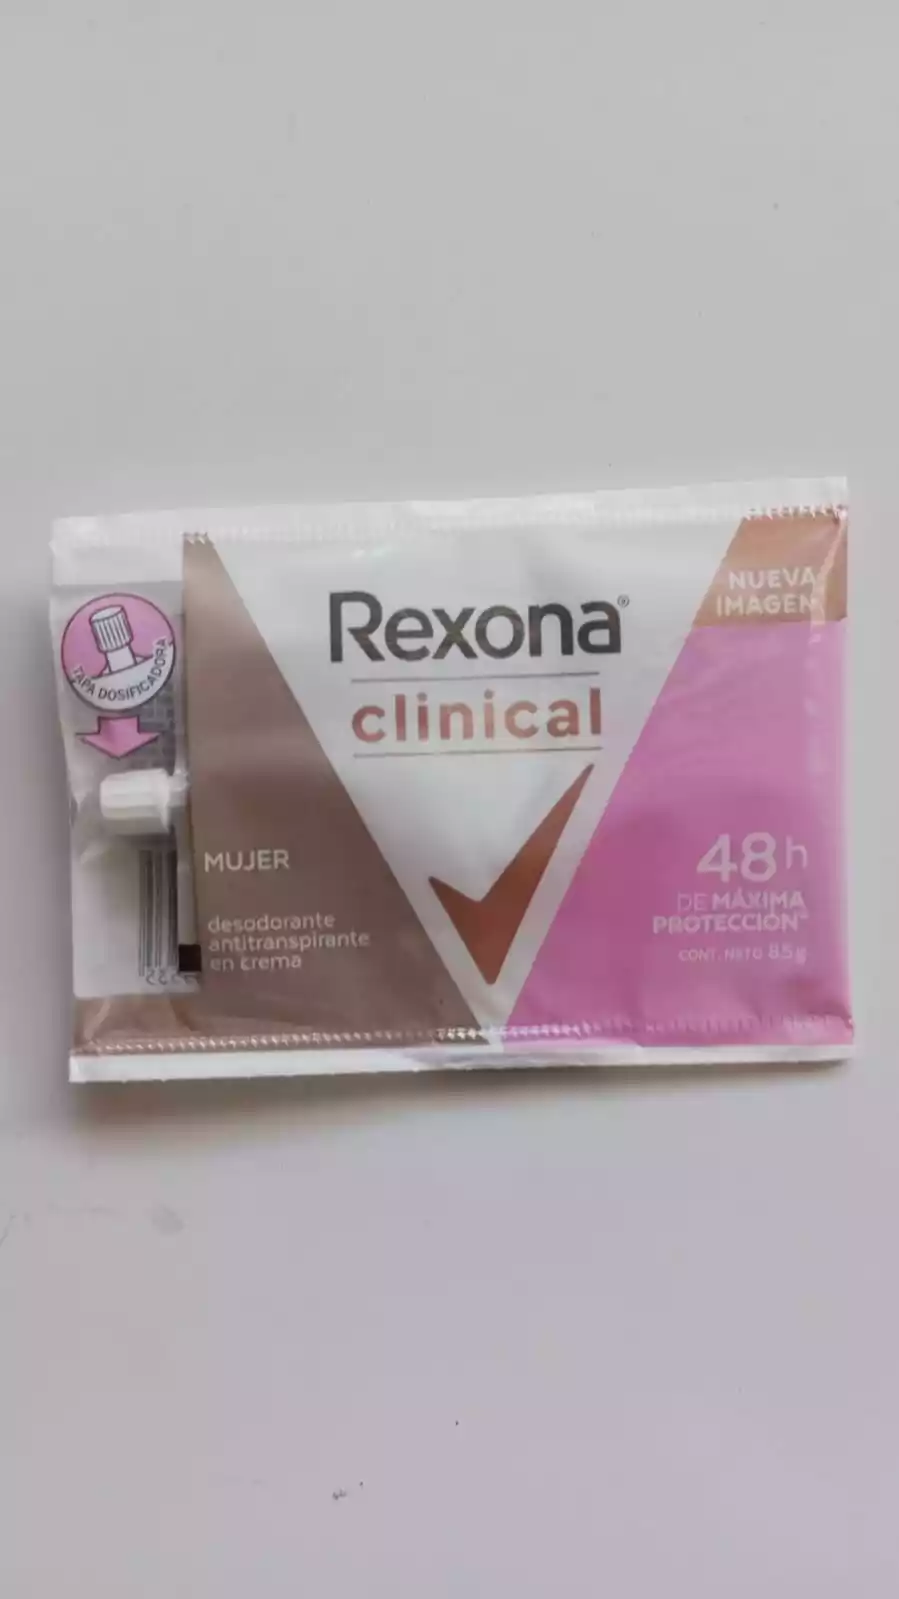 Rexona®
clinical
NUEVA
IMAGEN
TAPA DOSIFICADORA
MUJER
desodorante
antitranspirante
en crema
48h
DE MÁXIMA
PROTECCIÓN
CONT. NETO 8.5g